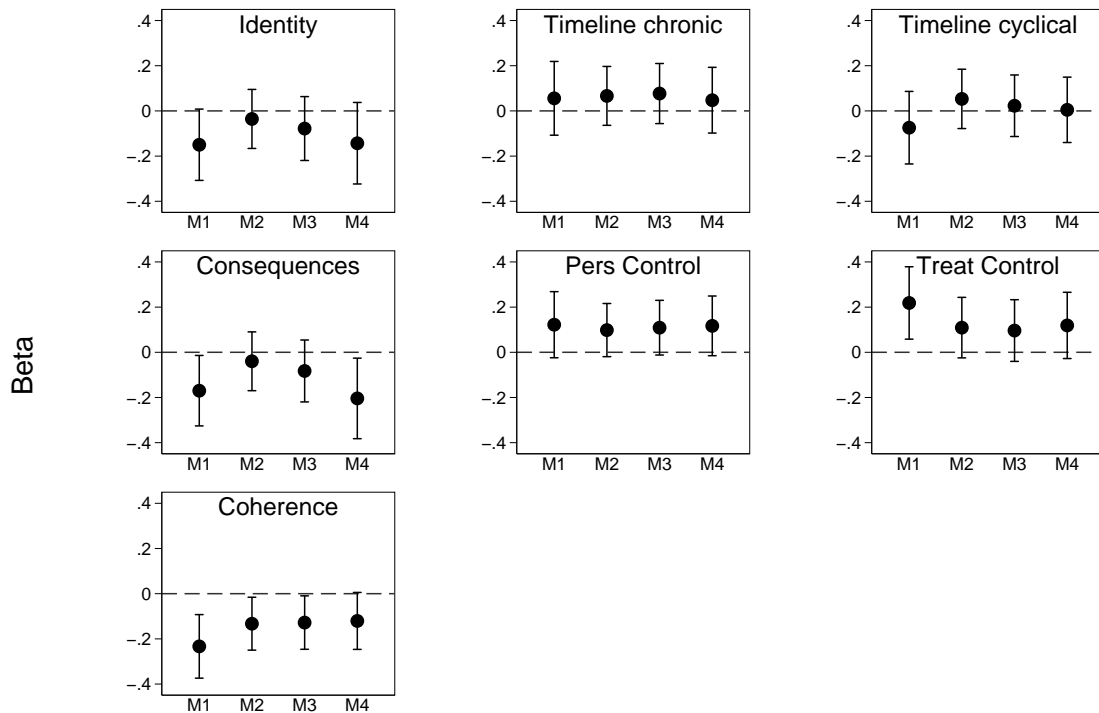 Beta
Identity
.4
.2
0
–.2
–.4
M1 M2 M3 M4
Timeline chronic
.4
.2
0
–.2
–.4
M1 M2 M3 M4
Timeline cyclical
.4
.2
0
–.2
–.4
M1 M2 M3 M4
Consequences
.4
.2
0
–.2
–.4
M1 M2 M3 M4
Pers Control
.4
.2
0
–.2
–.4
M1 M2 M3 M4
Treat Control
.4
.2
0
–.2
–.4
M1 M2 M3 M4
Coherence
.4
.2
0
–.2
–.4
M1 M2 M3 M4